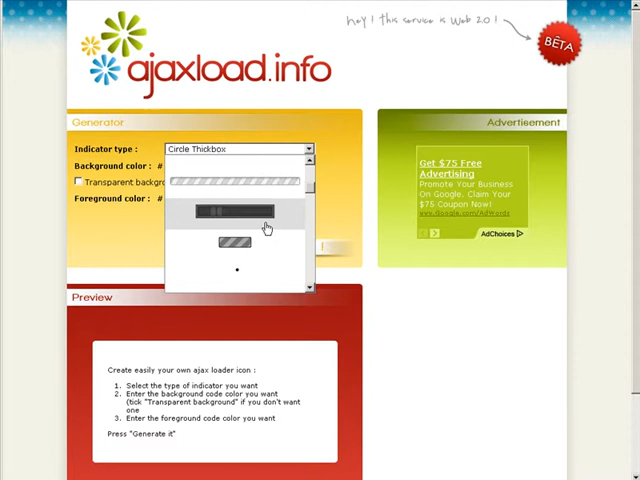 hey ! this service is Web 2.0 !
BÊTA
ajaxload.info
Generator
Advertisement
Indicator type :
Circle Thickbox
Background color : #
Transparent backgro
Foreground color : #
!
Get $75 Free
Advertising
Promote Your Business
On Google. Claim Your
$75 Coupon Now!
www.Google.com/AdWords
AdChoices
Preview
Create easily your own ajax loader icon :
1. Select the type of indicator you want
2. Enter the background code color you want
(tick "Transparent background" if you don't want
one
3. Enter the foreground code color you want
Press "Generate it"